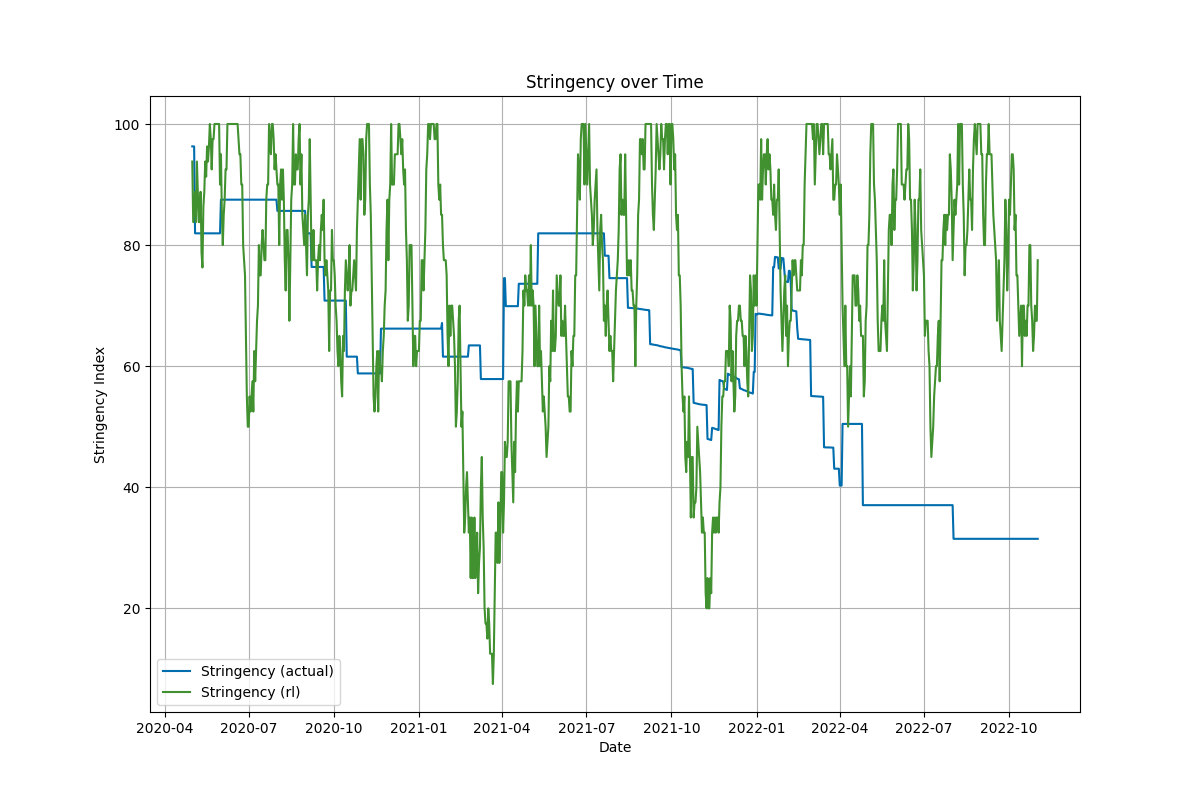 Stringency over Time
100
80
60
40
20
Stringency Index
Stringency (actual)
Stringency (rl)
2020-04 2020-07 2020-10 2021-01 2021-04 2021-07 2021-10 2022-01 2022-04 2022-07 2022-10
Date